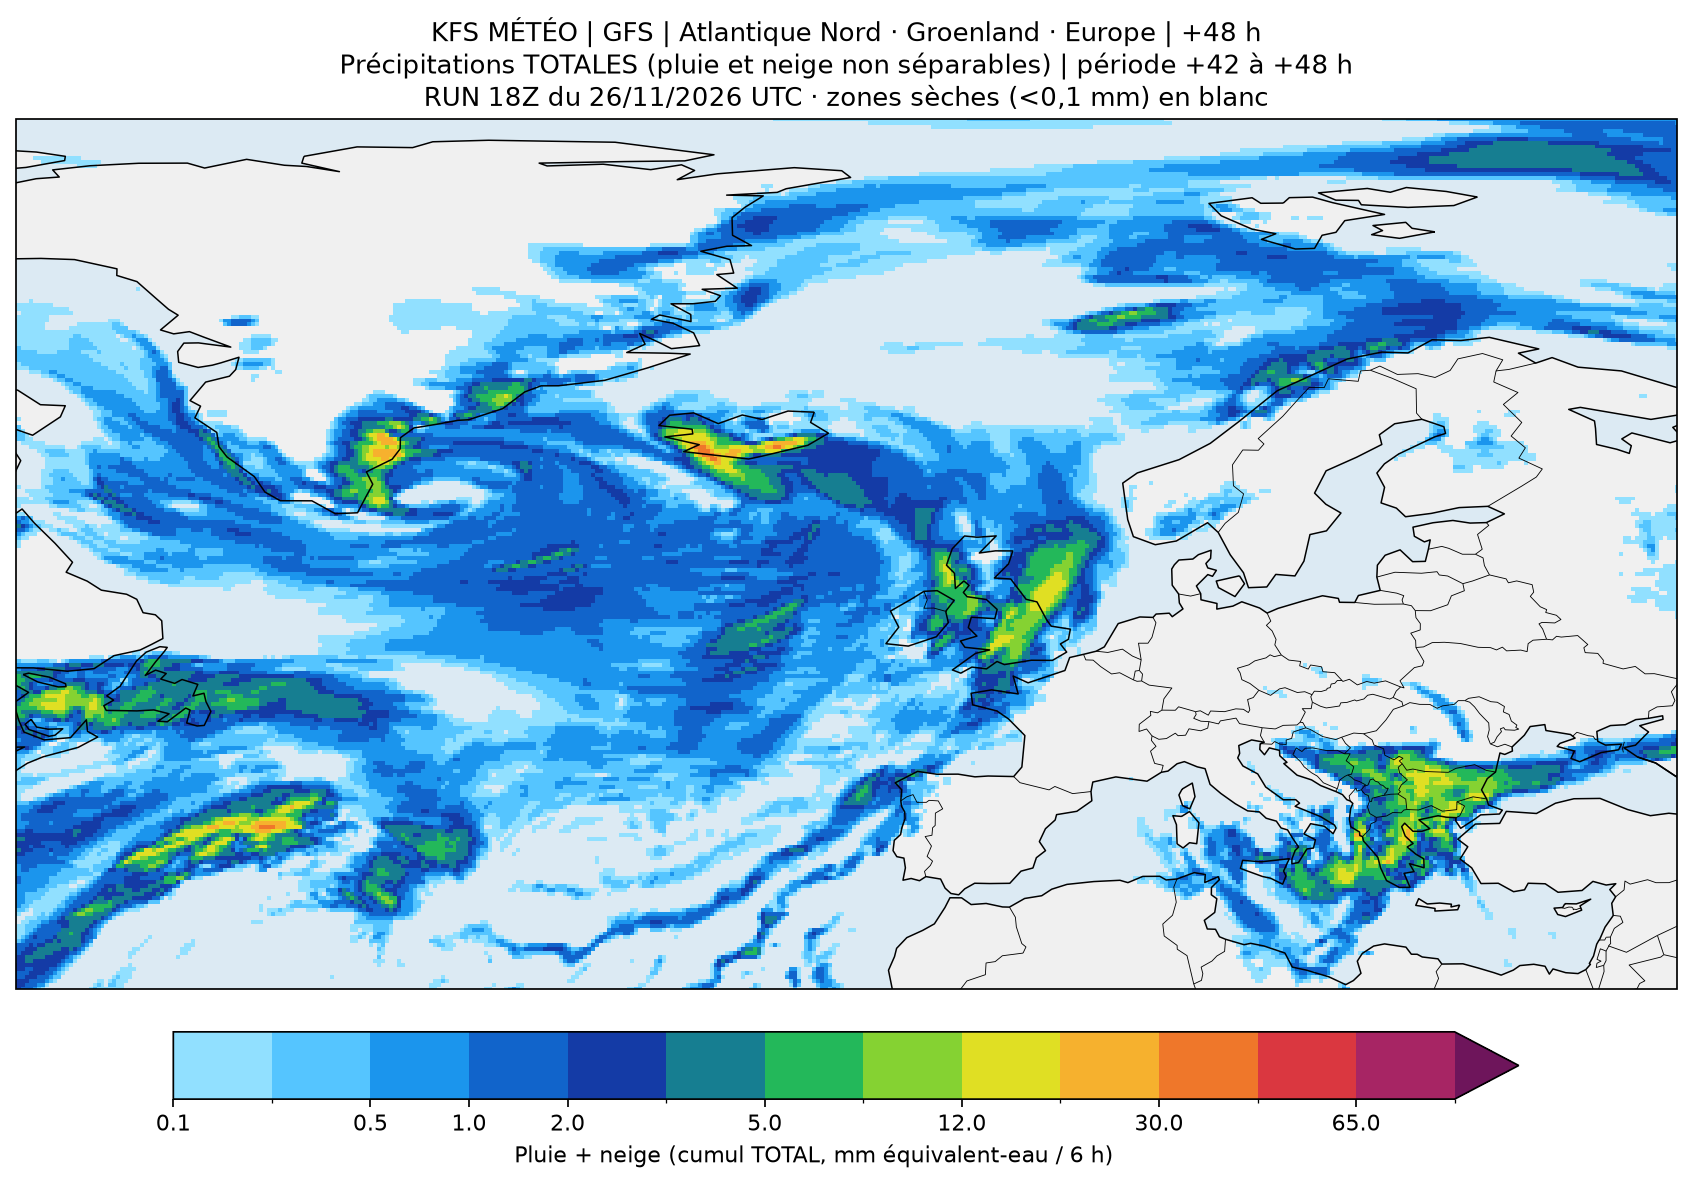 KFS MÉTÉO | GFS | Atlantique Nord · Groenland · Europe | +48 h
Précipitations TOTALES (pluie et neige non séparables) | période +42 à +48 h
RUN 18Z du 26/11/2026 UTC · zones sèches (<0,1 mm) en blanc
0.1 0.5 1.0 2.0 5.0 12.0 30.0 65.0
Pluie + neige (cumul TOTAL, mm équivalent-eau / 6 h)